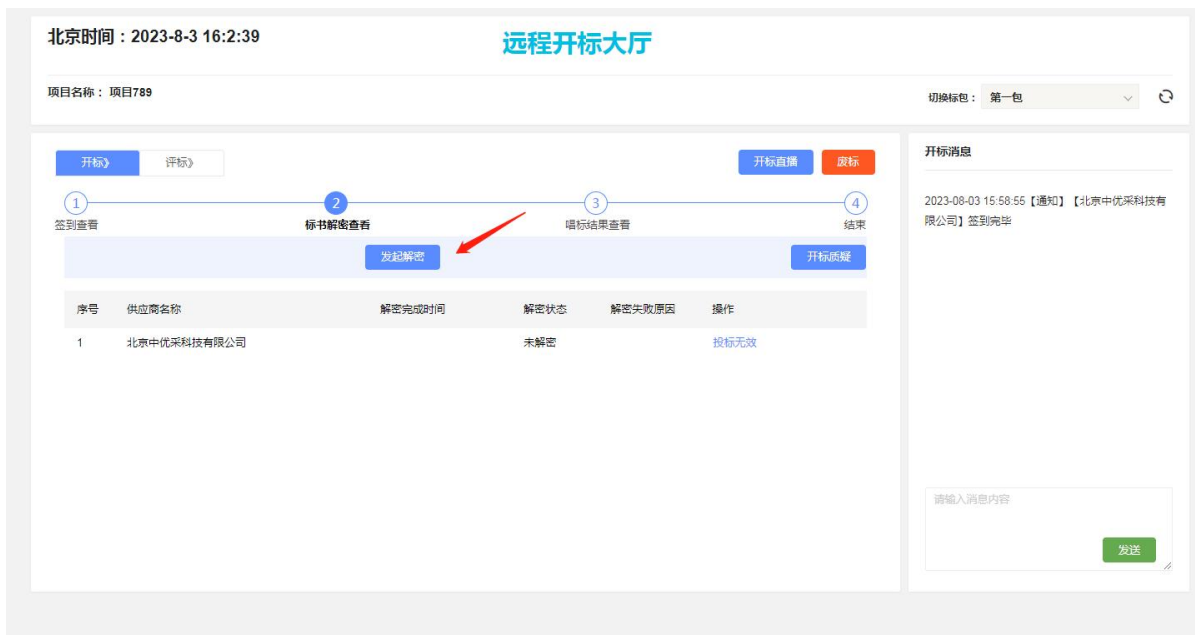 北京时间：2023-8-3 16:2:39
远程开标大厅
项目名称： 项目789
切换标包： 第一包
开标》
评标》
开标直播
废标
1
2
3
4
签到查看
标书解密查看
唱标结果查看
结束
发起解密
开标质疑
序号 供应商名称 解密完成时间 解密状态 解密失败原因 操作
1 北京中优采科技有限公司 未解密 投标无效
开标消息
2023-08-03 15:58:55【通知】【北京中优采科技有
限公司】签到完毕
请输入消息内容
发送